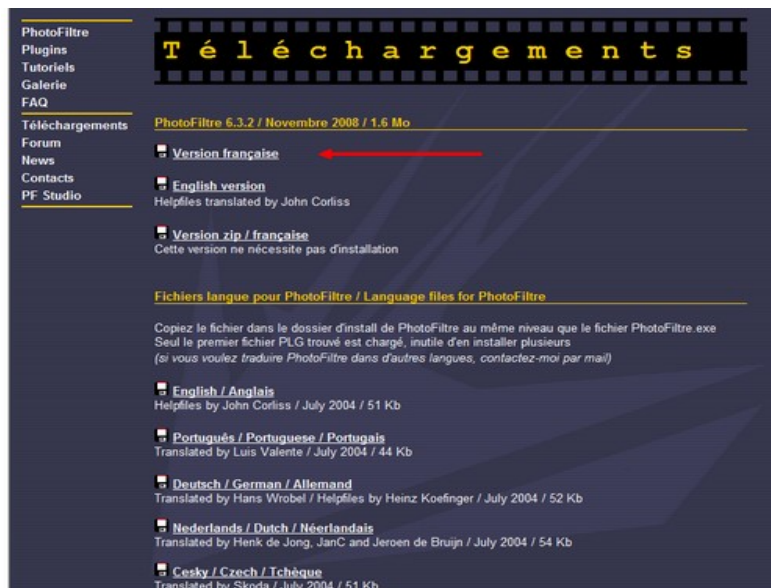 PhotoFiltre
Plugins
Tutoriels
Galerie
FAQ
Téléchargements
Forum
News
Contacts
PF Studio
Téléchargements
PhotoFiltre 6.3.2 / Novembre 2008 / 1.6 Mo
Version française
English version
Helpfiles translated by John Corliss
Version zip / française
Cette version ne nécessite pas d'installation
Fichiers langue pour PhotoFiltre / Language files for PhotoFiltre
Copiez le fichier dans le dossier d'install de PhotoFiltre au même niveau que le fichier PhotoFiltre.exe
Seul le premier fichier PLG trouvé est chargé, inutile d'en installer plusieurs
(si vous voulez traduire PhotoFiltre dans d'autres langues, contactez-moi par mail)
English / Anglais
Helpfiles by John Corliss / July 2004 / 51 Kb
Português / Portuguese / Portugais
Translated by Luis Valente / July 2004 / 44 Kb
Deutsch / German / Allemand
Translated by Hans Wrobel / Helpfiles by Heinz Koefinger / July 2004 / 52 Kb
Nederlands / Dutch / Néerlandais
Translated by Henk de Jong, JanC and Jeroen de Bruijn / July 2004 / 54 Kb
Cesky / Czech / Tchèque
Translated by Skoda / July 2004 / 51 Kb